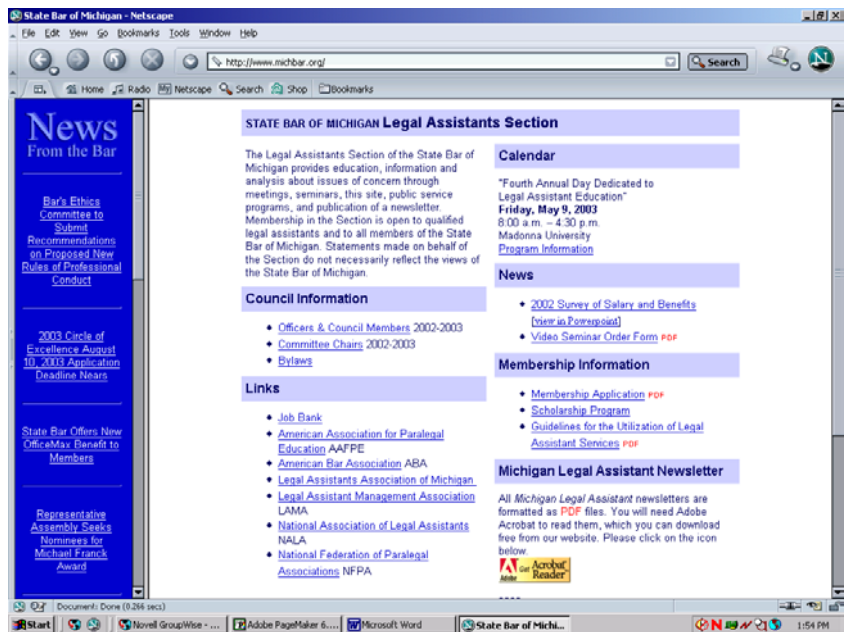 State Bar of Michigan - Netscape
File Edit View Go Bookmarks Tools Window Help
http://www.michbar.org/
Search
Home Radio Netscape Search Shop Bookmarks
News
From the Bar
Bar's Ethics
Committee to
Submit
Recommendations
on Proposed New
Rules of Professional
Conduct
2003 Circle of
Excellence August
10, 2003 Application
Deadline Nears
State Bar Offers New
OfficeMax Benefit to
Members
Representative
Assembly Seeks
Nominees for
Michael Franck
Award
STATE BAR OF MICHIGAN Legal Assistants Section
The Legal Assistants Section of the State Bar of
Michigan provides education, information and
analysis about issues of concern through
meetings, seminars, this site, public service
programs, and publication of a newsletter.
Membership in the Section is open to qualified
legal assistants and to all members of the State
Bar of Michigan. Statements made on behalf of
the Section do not necessarily reflect the views of
the State Bar of Michigan.
Council Information
Officers & Council Members 2002-2003
Committee Chairs 2002-2003
Bylaws
Links
Job Bank
American Association for Paralegal
Education AAFPE
American Bar Association ABA
Legal Assistants Association of Michigan
Legal Assistant Management Association
LAMA
National Association of Legal Assistants
NALA
National Federation of Paralegal
Associations NFPA
Calendar
"Fourth Annual Day Dedicated to
Legal Assistant Education"
Friday, May 9, 2003
8:00 a.m. – 4:30 p.m.
Madonna University
Program Information
News
2002 Survey of Salary and Benefits
[view in Powerpoint]
Video Seminar Order Form PDF
Membership Information
Membership Application PDF
Scholarship Program
Guidelines for the Utilization of Legal
Assistant Services PDF
Michigan Legal Assistant Newsletter
All Michigan Legal Assistant newsletters are
formatted as PDF files. You will need Adobe
Acrobat to read them, which you can download
free from our website. Please click on the icon
below.
Adobe Get Acrobat Reader
Document: Done (0.266 secs)
Start Novell GroupWise - ... Adobe PageMaker 6.... Microsoft Word State Bar of Michi... 1:54 PM